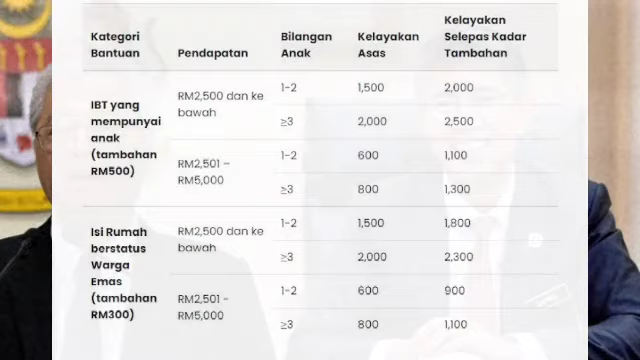 Kategori Bantuan Pendapatan Bilangan Anak Kelayakan Asas Kelayakan Selepas Kadar Tambahan
IBT yang mempunyai anak (tambahan RM500) RM2,500 dan ke bawah 1-2 1,500 2,000
≥3 2,000 2,500
RM2,501 – RM5,000 1-2 600 1,100
≥3 800 1,300
Isi Rumah berstatus Warga Emas (tambahan RM300) RM2,500 dan ke bawah 1-2 1,500 1,800
≥3 2,000 2,300
RM2,501 - RM5,000 1-2 600 900
≥3 800 1,100